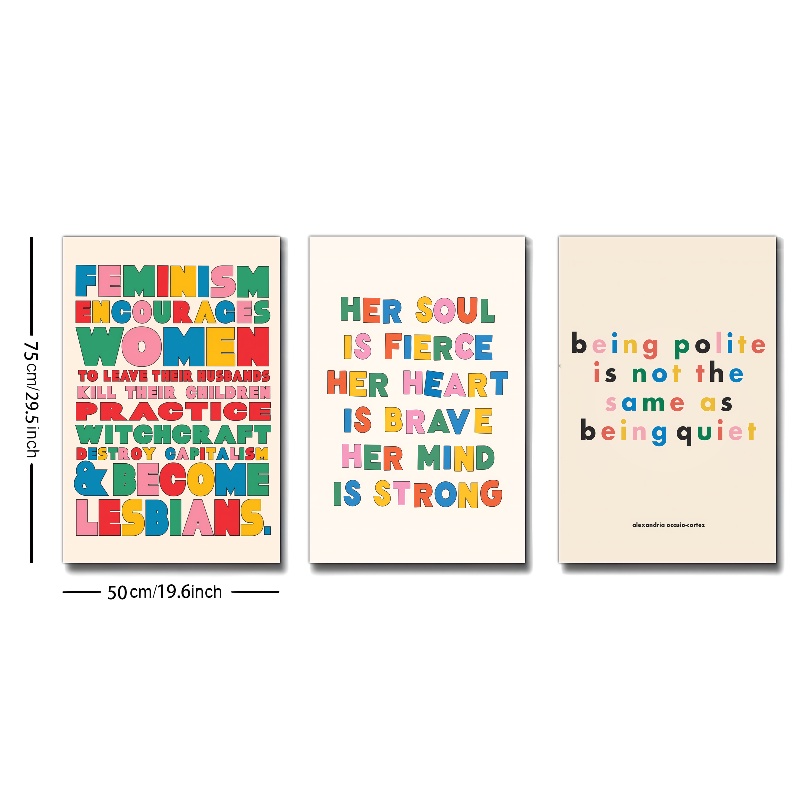 75cm/29.5inch
50cm/19.6inch
FEMINISM
ENCOURAGES
WOMEN
TO LEAVE THEIR HUSBANDS
KILL THEIR CHILDREN
PRACTICE
WITCHCRAFT
DESTROY CAPITALISM
& BECOME
LESBIANS.
HER SOUL
IS FIERCE
HER HEART
IS BRAVE
HER MIND
IS STRONG
being polite
is not the
same as
being quiet
alexandria ocasio-cortez